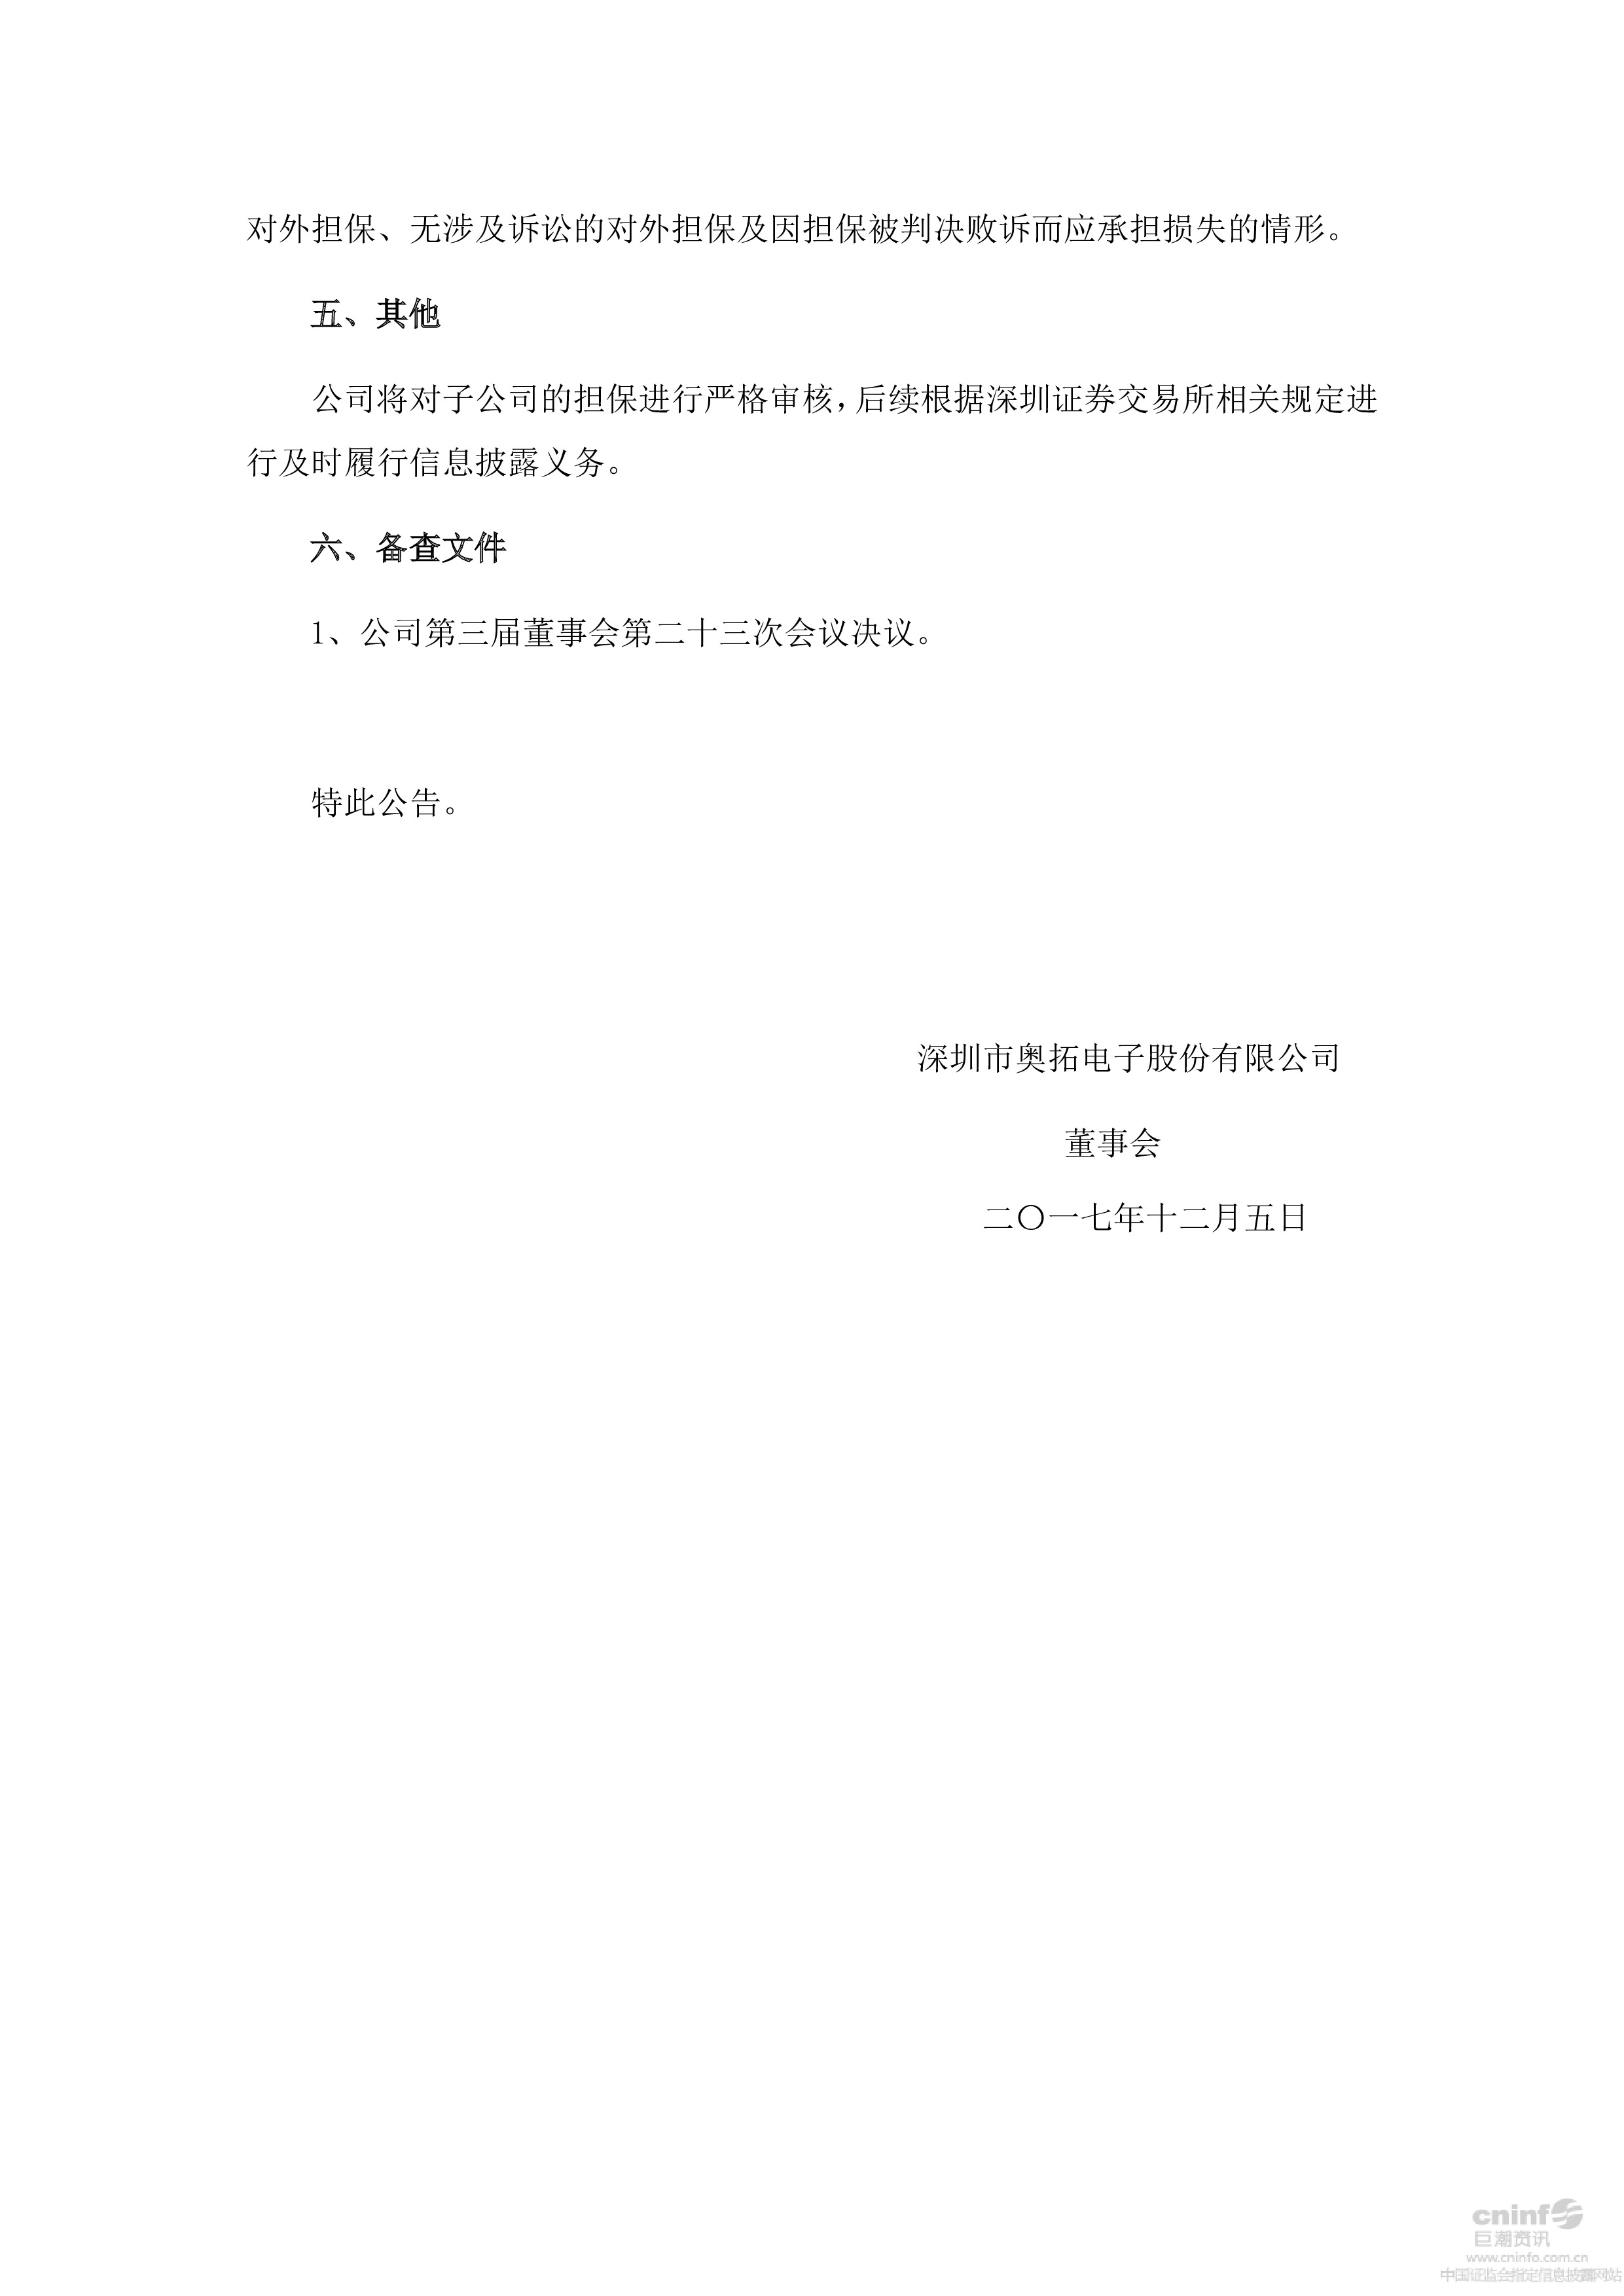 对外担保、无涉及诉讼的对外担保及因担保被判决败诉而应承担损失的情形。
五、其他
公司将对子公司的担保进行严格审核,后续根据深圳证券交易所相关规定进
行及时履行信息披露义务。
六、备查文件
1、公司第三届董事会第二十三次会议决议。
特此公告。
深圳市奥拓电子股份有限公司
董事会
二〇一七年十二月五日
cninf
巨潮资讯
www.cninfo.com.cn
中国证监会指定信息披露网站